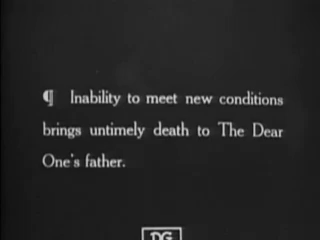 ¶ Inability to meet new conditions
brings untimely death to The Dear
One's father.
DG